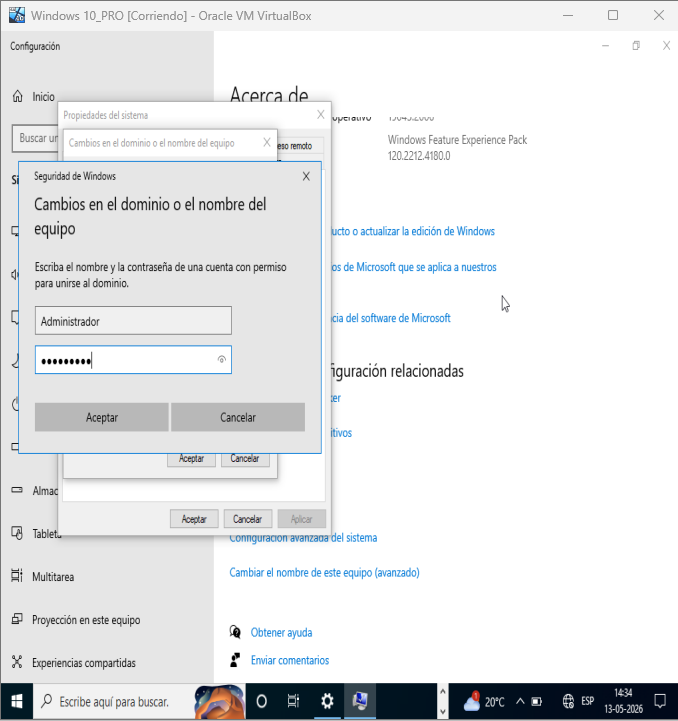 Windows 10_PRO [Corriendo] - Oracle VM VirtualBox
Configuración
Inicio
Buscar un
Acerca de
Propiedades del sistema
Cambios en el dominio o el nombre del equipo
eso remoto
Windows Feature Experience Pack
120.2212.4180.0
Seguridad de Windows
Cambios en el dominio o el nombre del
equipo
Escriba el nombre y la contraseña de una cuenta con permiso
para unirse al dominio.
Administrador
●●●●●●●●●
Aceptar Cancelar
ucto o actualizar la edición de Windows
os de Microsoft que se aplica a nuestros
cia del software de Microsoft
figuración relacionadas
ker
itivos
Aceptar Cancelar
Aceptar Cancelar Aplicar
Almac
Tableta
Multitarea
Proyección en este equipo
Experiencias compartidas
Configuración avanzada del sistema
Cambiar el nombre de este equipo (avanzado)
Obtener ayuda
Enviar comentarios
Escribe aquí para buscar.
20°C
ESP
14:34
13-05-2026